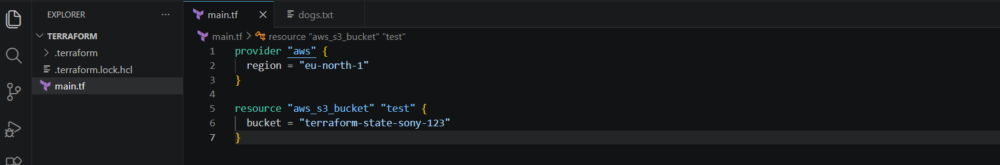 EXPLORER ...
TERRAFORM
.terraform
.terraform.lock.hcl
main.tf
main.tf dogs.txt
main.tf > resource "aws_s3_bucket" "test"
1 provider "aws" {
2 region = "eu-north-1"
3 }
4
5 resource "aws_s3_bucket" "test" {
6 bucket = "terraform-state-sony-123"
7 }